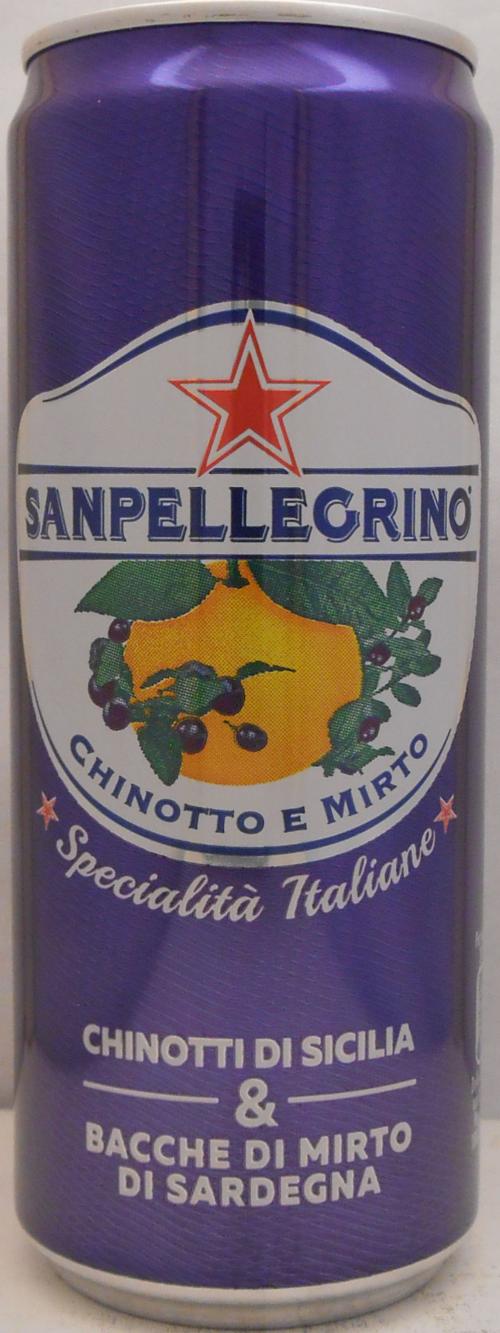 SANPELLEGRINO
CHINOTTO E MIRTO
Specialità Italiane
CHINOTTI DI SICILIA
&
BACCHE DI MIRTO
DI SARDEGNA